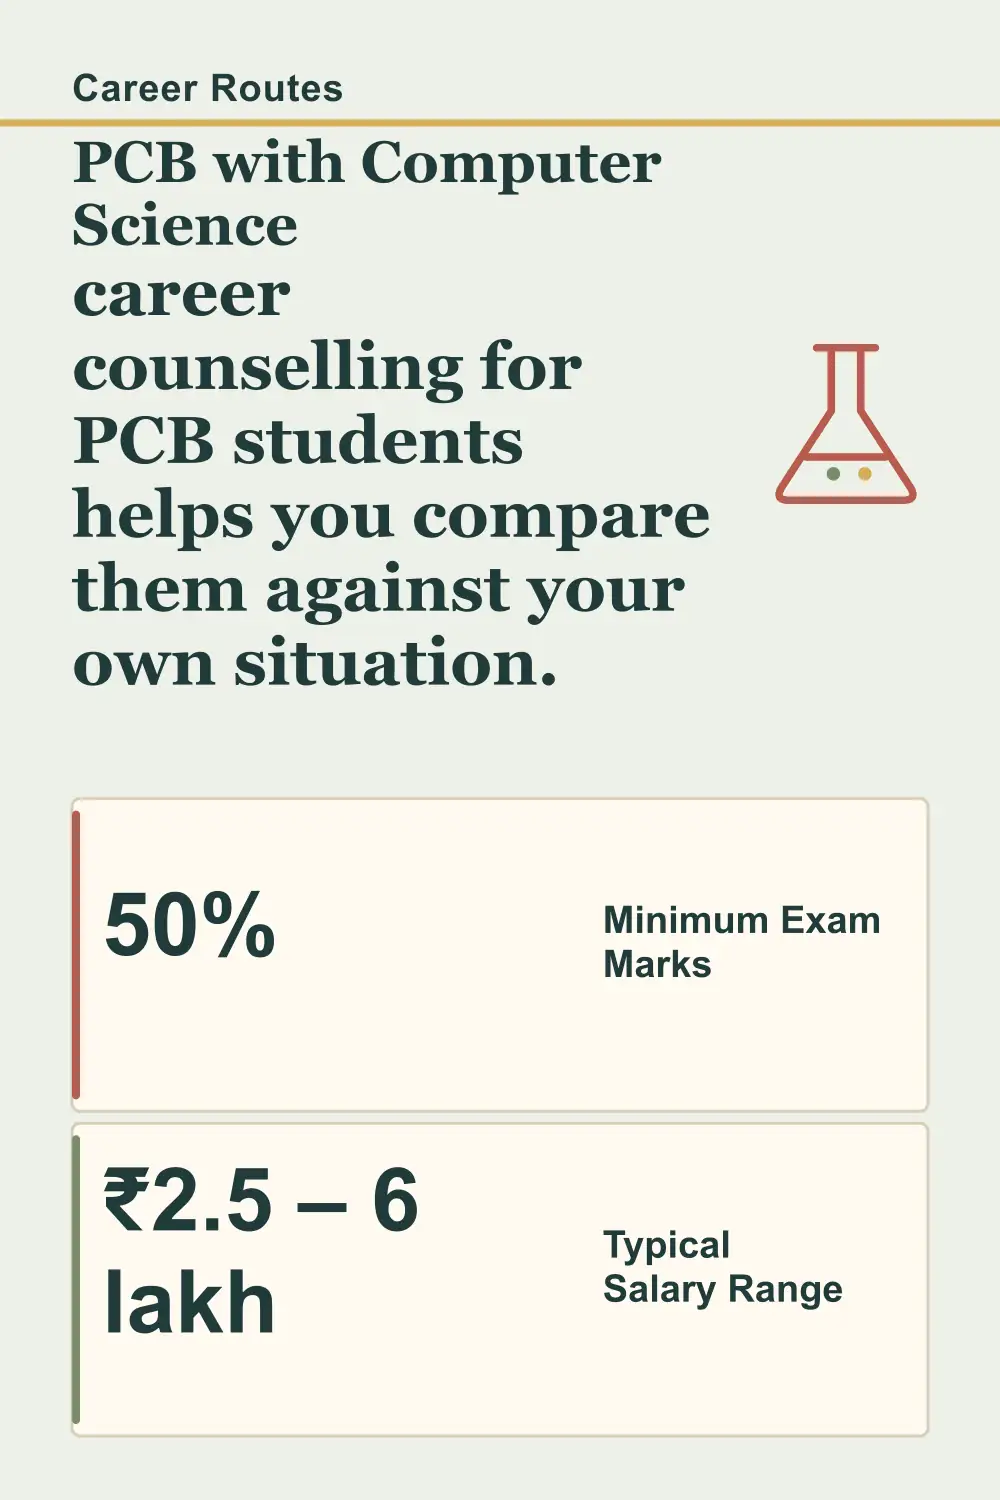 Career Routes
PCB with Computer
Science
career
counselling for
PCB students
helps you compare
them against your
own situation.
50%
Minimum Exam
Marks
₹2.5 – 6
lakh
Typical
Salary Range